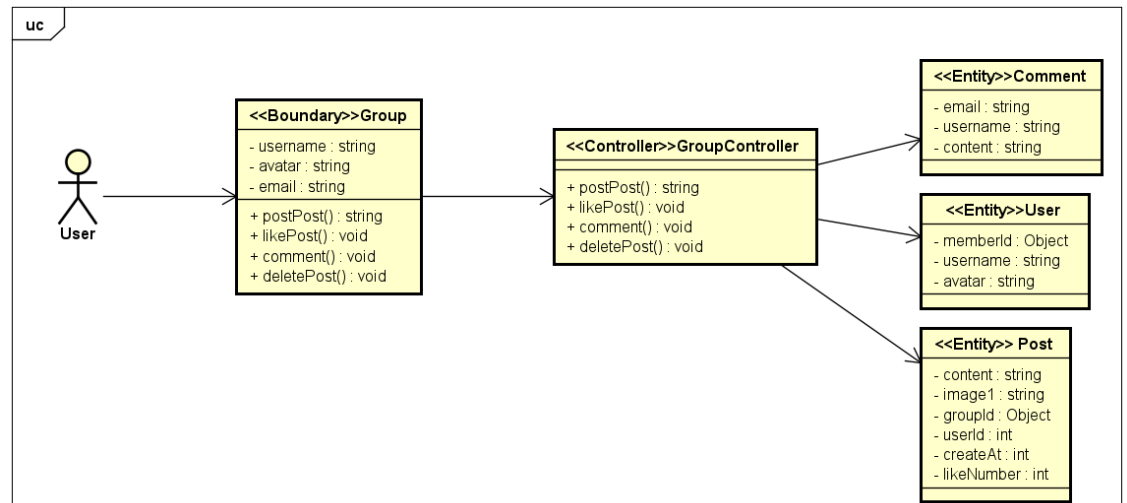 uc
User
<<Boundary>>Group
- username : string
- avatar : string
- email : string
+ postPost() : string
+ likePost() : void
+ comment() : void
+ deletePost() : void
<<Controller>>GroupController
+ postPost() : string
+ likePost() : void
+ comment() : void
+ deletePost() : void
<<Entity>>Comment
- email : string
- username : string
- content : string
<<Entity>>User
- memberId : Object
- username : string
- avatar : string
<<Entity>> Post
- content : string
- image1 : string
- groupId : Object
- userId : int
- createAt : int
- likeNumber : int